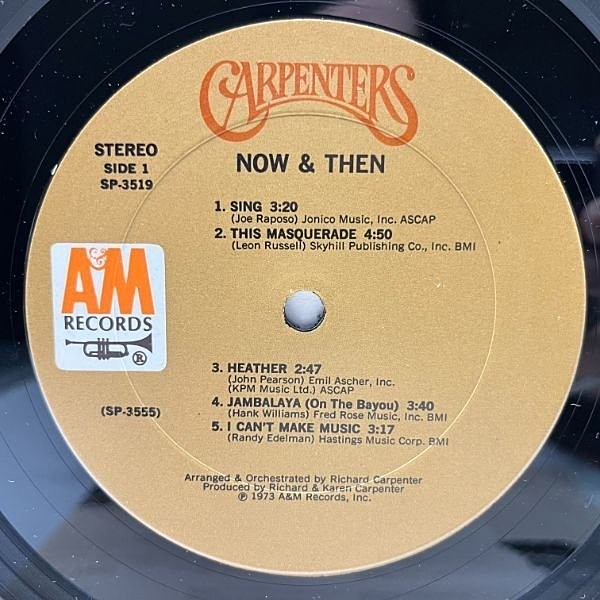 CARPENTERS
STEREO
SIDE 1
SP-3519
NOW & THEN
1. SING 3:20
(Joe Raposo) Jonico Music, Inc. ASCAP
2. THIS MASQUERADE 4:50
(Leon Russell) Skyhill Publishing Co., Inc. BMI
A&M
RECORDS
®
3. HEATHER 2:47
(John Pearson) Emil Ascher, Inc.
(KPM Music Ltd.) ASCAP
(SP-3555)
4. JAMBALAYA (On The Bayou) 3:40
(Hank Williams) Fred Rose Music, Inc. BMI
5. I CAN'T MAKE MUSIC 3:17
(Randy Edelman) Hastings Music Corp. BMI
Arranged & Orchestrated by Richard Carpenter
Produced by Richard & Karen Carpenter
℗ 1973 A&M Records, Inc.